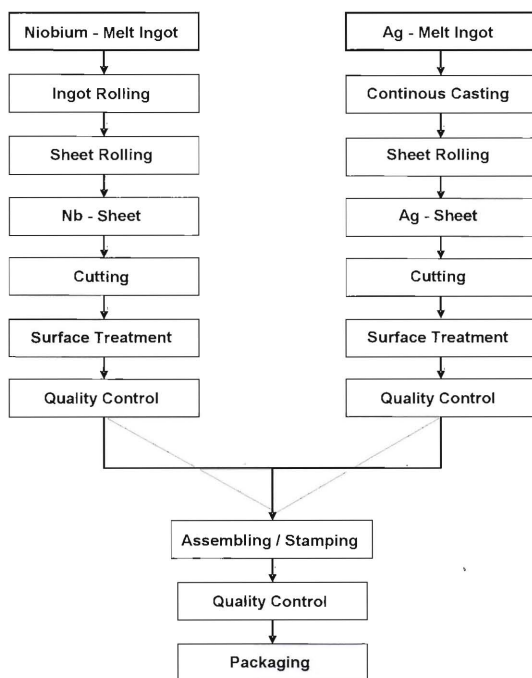 Niobium - Melt Ingot
Ingot Rolling
Sheet Rolling
Nb - Sheet
Cutting
Surface Treatment
Quality Control
Ag - Melt Ingot
Continous Casting
Sheet Rolling
Ag - Sheet
Cutting
Surface Treatment
Quality Control
Assembling / Stamping
Quality Control
Packaging